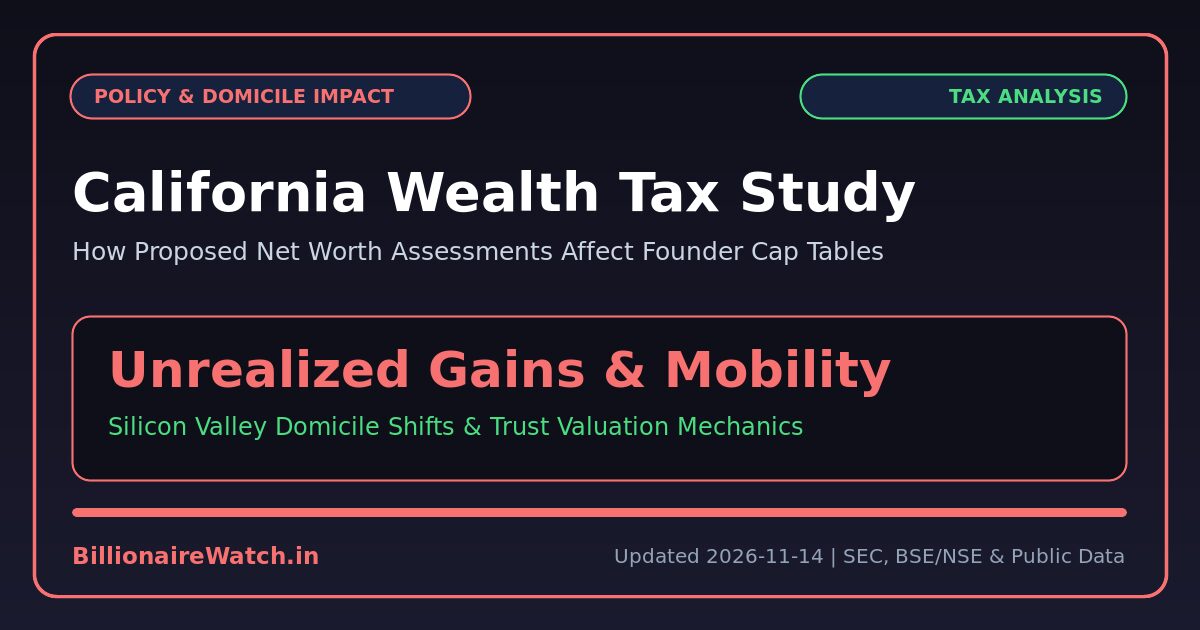 POLICY & DOMICILE IMPACT
TAX ANALYSIS
California Wealth Tax Study
How Proposed Net Worth Assessments Affect Founder Cap Tables
Unrealized Gains & Mobility
Silicon Valley Domicile Shifts & Trust Valuation Mechanics
BillionaireWatch.in
Updated 2026-11-14 | SEC, BSE/NSE & Public Data